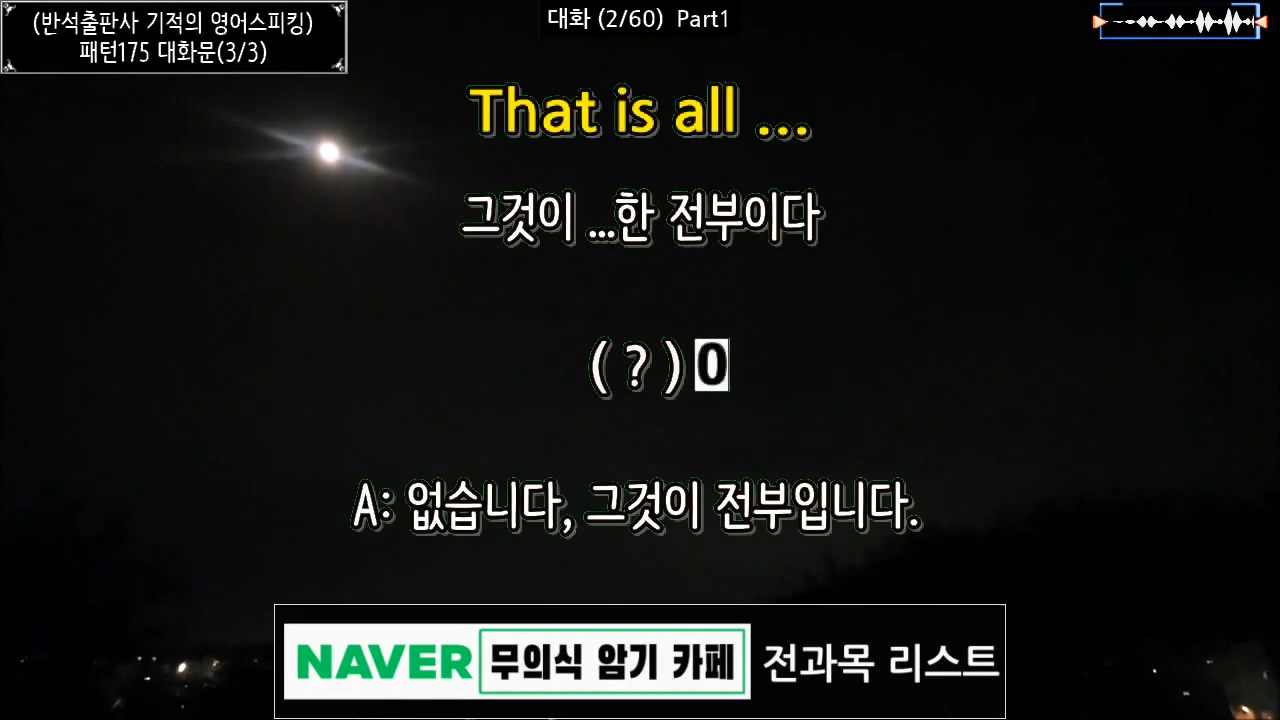 (반석출판사 기적의 영어스피킹)
패턴175 대화문(3/3)
대화 (2/60) Part1
That is all ...
그것이 ...한 전부이다
( ? ) 0
A: 없습니다, 그것이 전부입니다.
NAVER 무의식 암기 카페 전과목 리스트